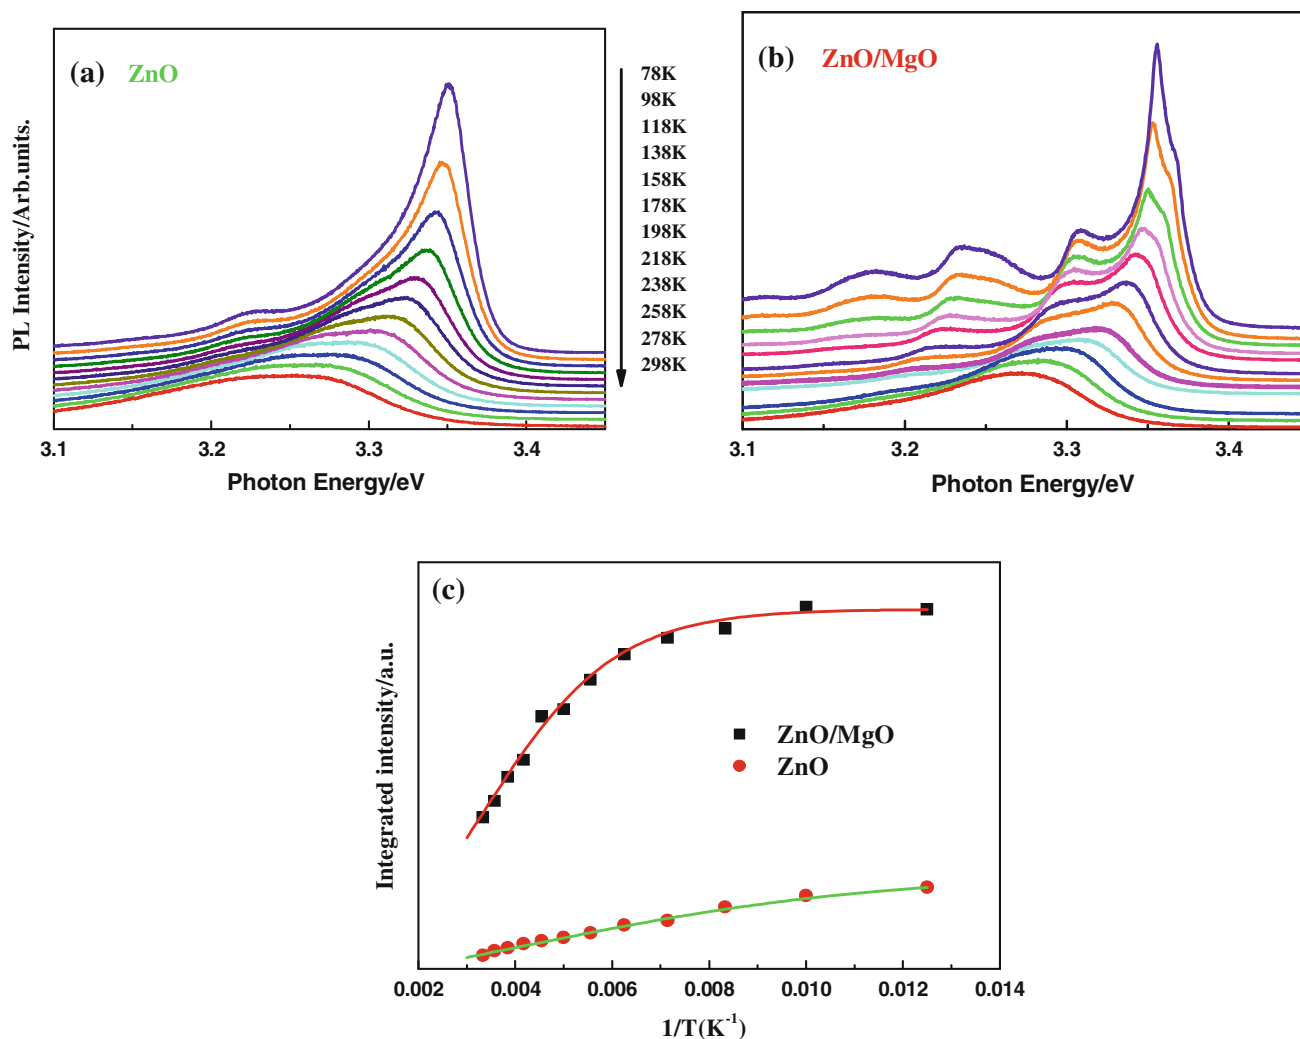 (a) ZnO
PL Intensity/Arb.units.
78K
98K
118K
138K
158K
178K
198K
218K
238K
258K
278K
298K
3.1 3.2 3.3 3.4
Photon Energy/eV
(b) ZnO/MgO
3.1 3.2 3.3 3.4
Photon Energy/eV
(c)
Integrated intensity/a.u.
ZnO/MgO
ZnO
0.002 0.004 0.006 0.008 0.010 0.012 0.014
1/T(K⁻¹)